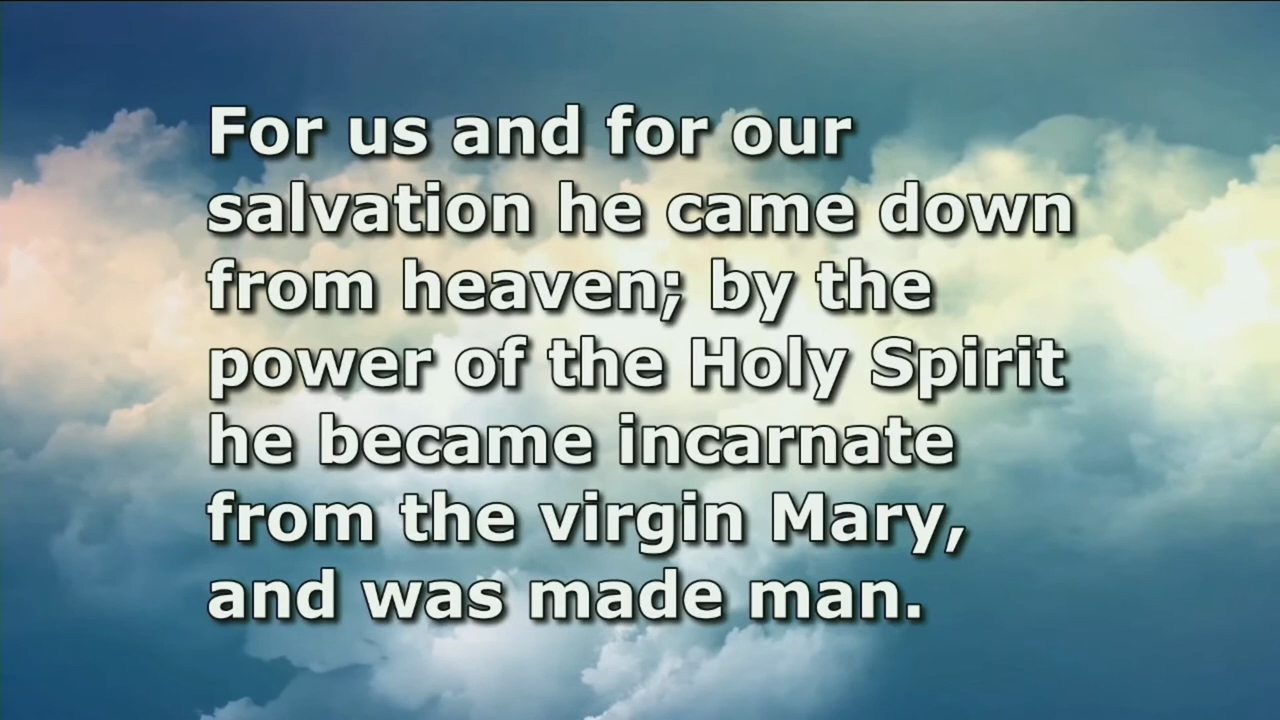 For us and for our
salvation he came down
from heaven; by the
power of the Holy Spirit
he became incarnate
from the virgin Mary,
and was made man.